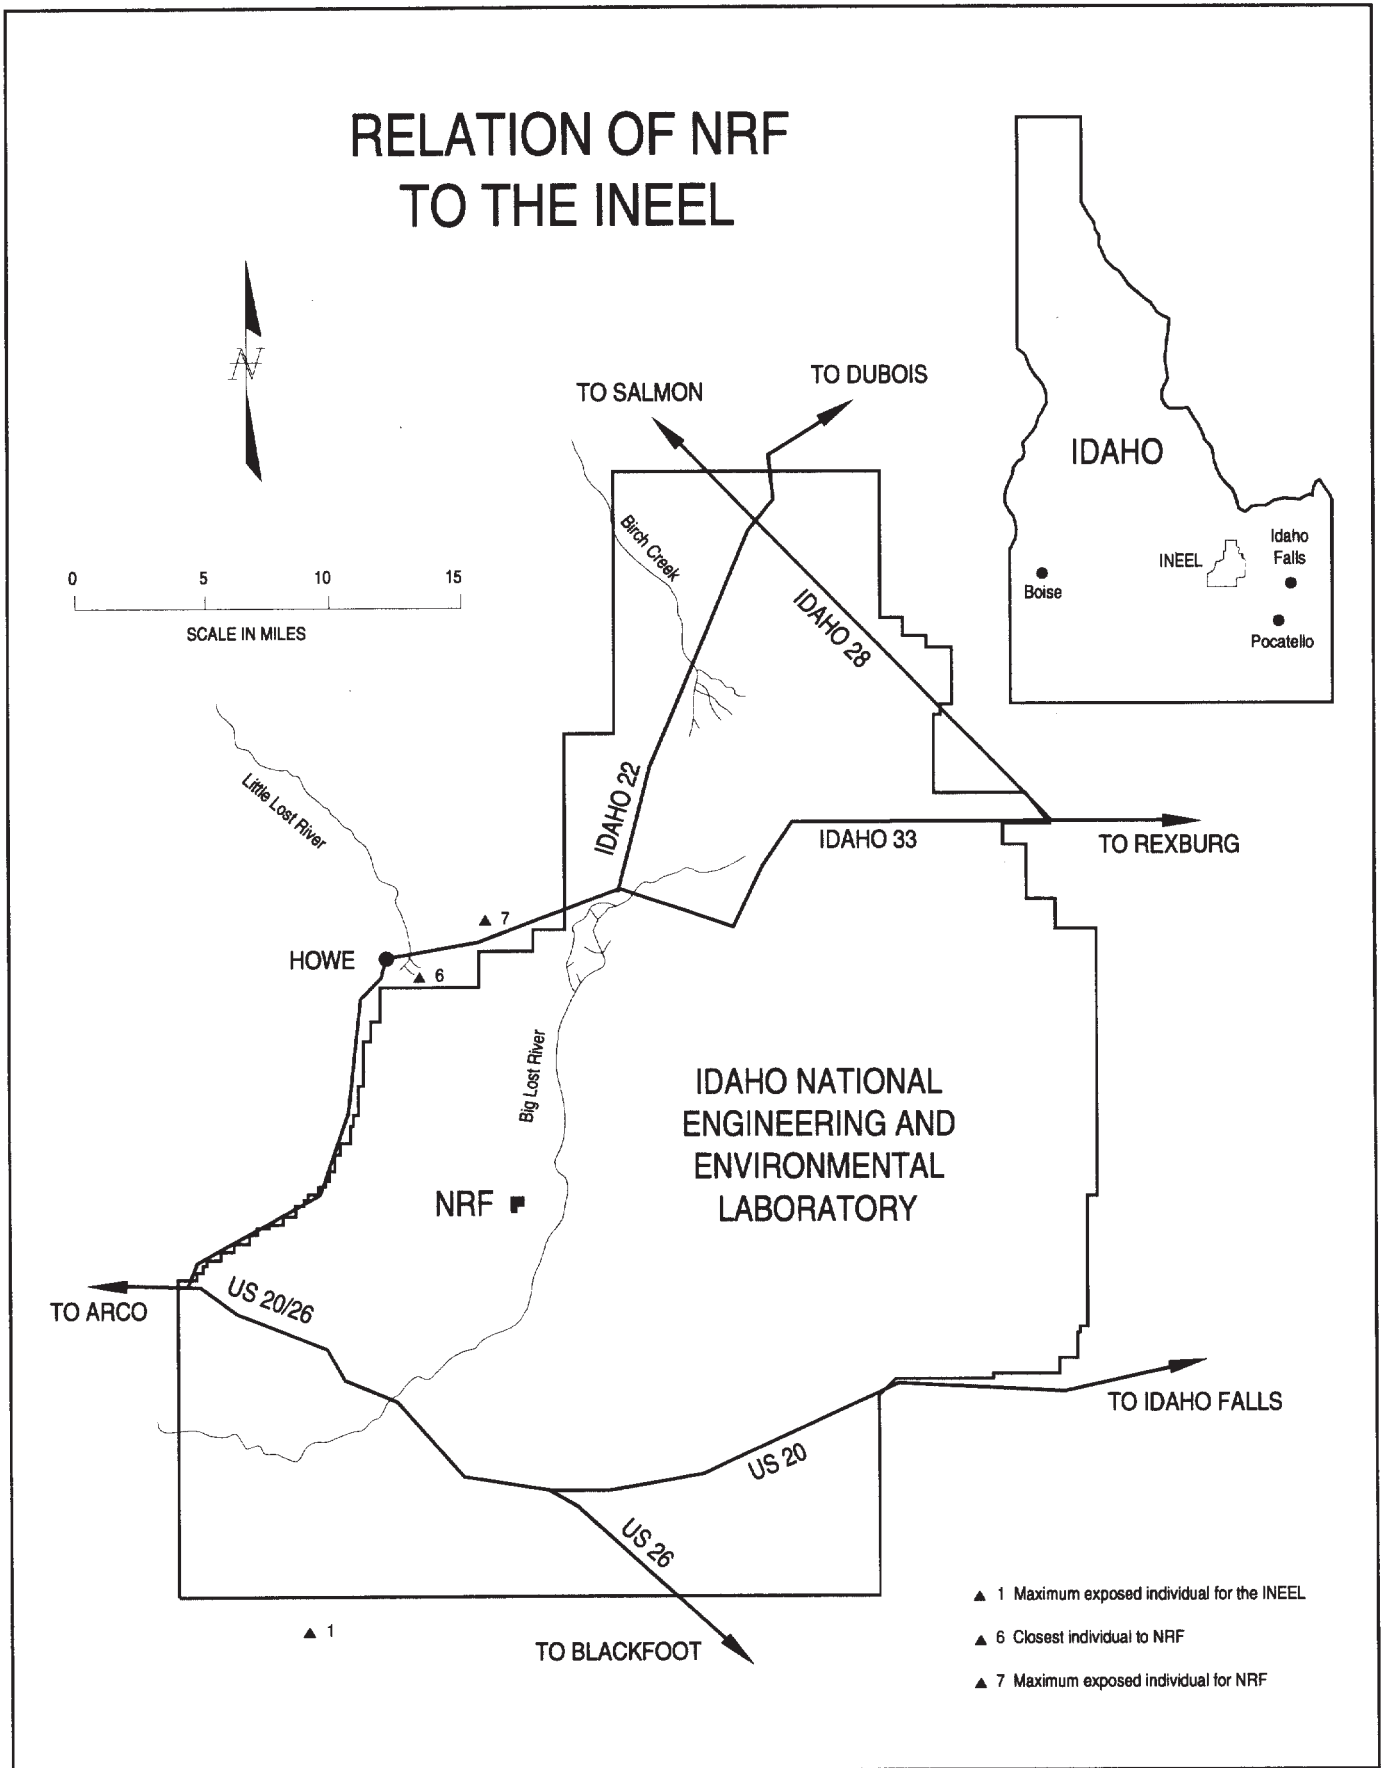 RELATION OF NRF
TO THE INEEL
N
TO SALMON
TO DUBOIS
IDAHO
INEEL
Idaho
Falls
Boise
Pocatello
0 5 10 15
SCALE IN MILES
Birch Creek
IDAHO 28
Little Lost River
IDAHO 22
IDAHO 33
TO REXBURG
7
HOWE
6
Big Lost River
IDAHO NATIONAL
ENGINEERING AND
ENVIRONMENTAL
LABORATORY
NRF
US 20/26
TO ARCO
TO IDAHO FALLS
US 20
US 26
1
TO BLACKFOOT
1 Maximum exposed individual for the INEEL
6 Closest individual to NRF
7 Maximum exposed individual for NRF